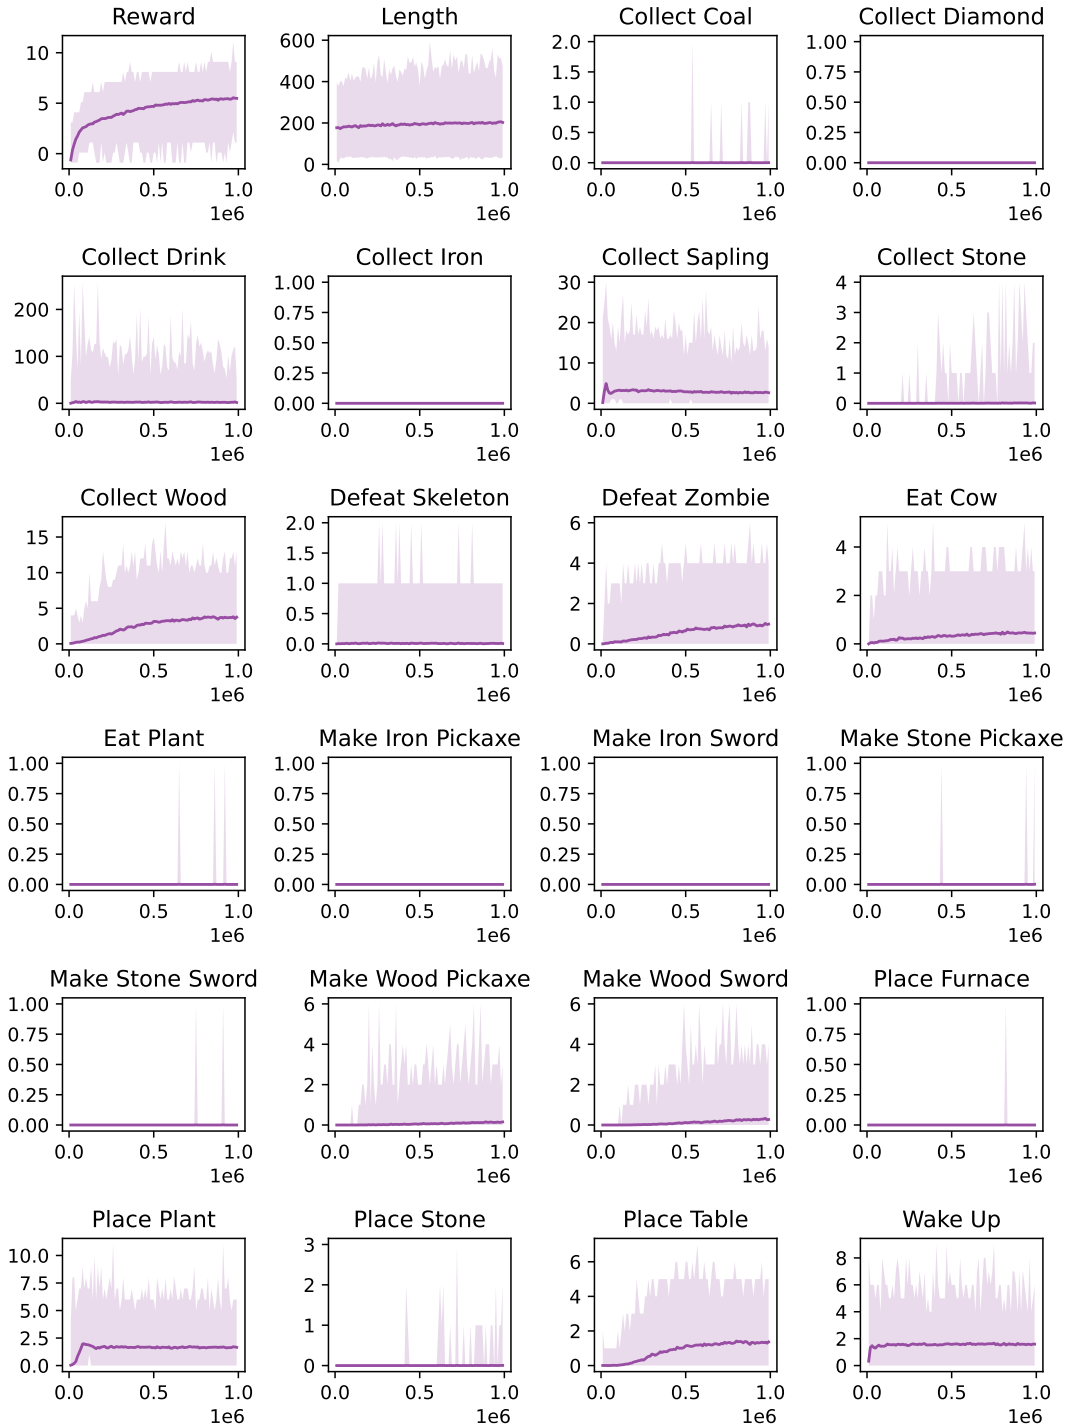 Reward Length Collect Coal Collect Diamond
10
5
0
0.0 0.5 1.0
1e6
600
400
200
0
0.0 0.5 1.0
1e6
2.0
1.5
1.0
0.5
0.0
0.0 0.5 1.0
1e6
1.00
0.75
0.50
0.25
0.00
0.0 0.5 1.0
1e6
Collect Drink Collect Iron Collect Sapling Collect Stone
200
100
0
0.0 0.5 1.0
1e6
1.00
0.75
0.50
0.25
0.00
0.0 0.5 1.0
1e6
30
20
10
0
0.0 0.5 1.0
1e6
4
3
2
1
0
0.0 0.5 1.0
1e6
Collect Wood Defeat Skeleton Defeat Zombie Eat Cow
15
10
5
0
0.0 0.5 1.0
1e6
2.0
1.5
1.0
0.5
0.0
0.0 0.5 1.0
1e6
6
4
2
0
0.0 0.5 1.0
1e6
4
2
0
0.0 0.5 1.0
1e6
Eat Plant Make Iron Pickaxe Make Iron Sword Make Stone Pickaxe
1.00
0.75
0.50
0.25
0.00
0.0 0.5 1.0
1e6
1.00
0.75
0.50
0.25
0.00
0.0 0.5 1.0
1e6
1.00
0.75
0.50
0.25
0.00
0.0 0.5 1.0
1e6
1.00
0.75
0.50
0.25
0.00
0.0 0.5 1.0
1e6
Make Stone Sword Make Wood Pickaxe Make Wood Sword Place Furnace
1.00
0.75
0.50
0.25
0.00
0.0 0.5 1.0
1e6
6
4
2
0
0.0 0.5 1.0
1e6
6
4
2
0
0.0 0.5 1.0
1e6
1.00
0.75
0.50
0.25
0.00
0.0 0.5 1.0
1e6
Place Plant Place Stone Place Table Wake Up
10.0
7.5
5.0
2.5
0.0
0.0 0.5 1.0
1e6
3
2
1
0
0.0 0.5 1.0
1e6
6
4
2
0
0.0 0.5 1.0
1e6
8
6
4
2
0
0.0 0.5 1.0
1e6